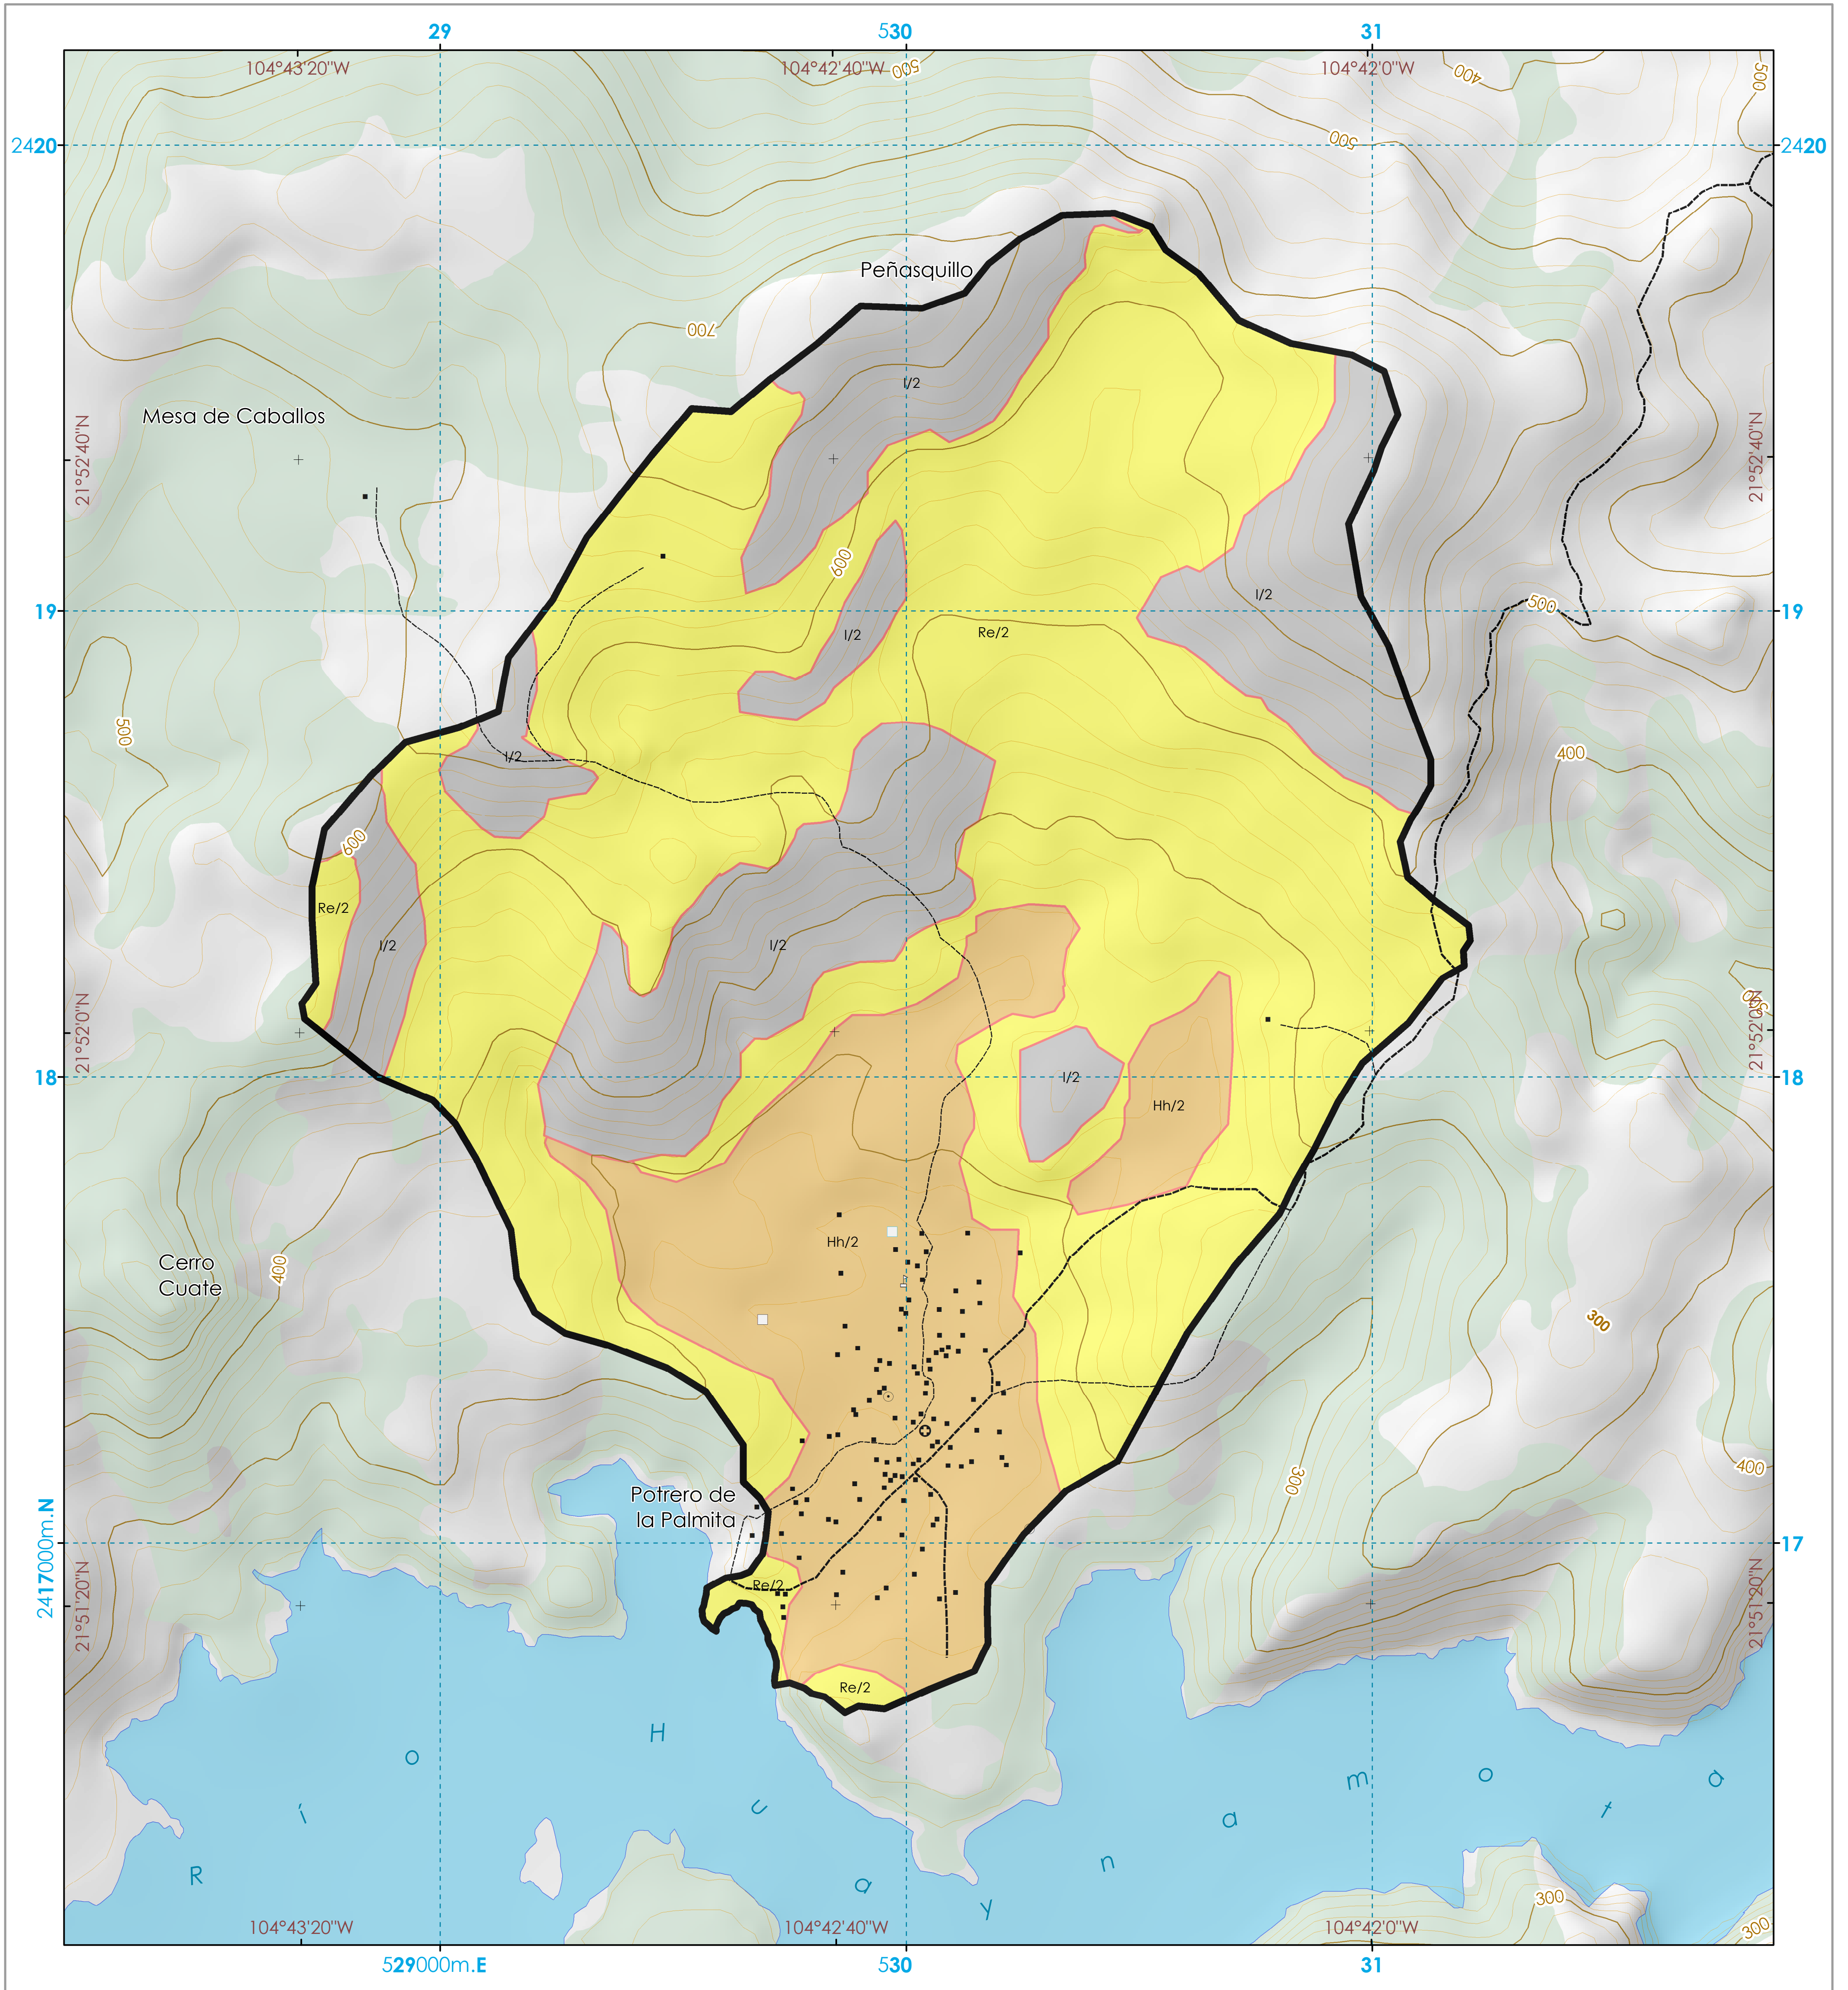 29
530
31
104°43'20"W
104°42'40"W
500
104°42'0"W
400
500
2420
500
2420
Peñasquillo
700
I/2
Mesa de Caballos
21°52'40"N
21°52'40"N
600
I/2
19
500
19
I/2
Re/2
500
I/2
400
600
Re/2
I/2
I/2
21°52'0"N
300
21°52'0"N
18
I/2
18
Hh/2
Hh/2
Cerro
Cuate
400
300
Potrero de
la Palmita
300
400
2417000m.N
17
Re/2
21°51'20"N
21°51'20"N
Re/2
Río Huaynamota
300
300
104°43'20"W
104°42'40"W
104°42'0"W
529000m.E
530
31